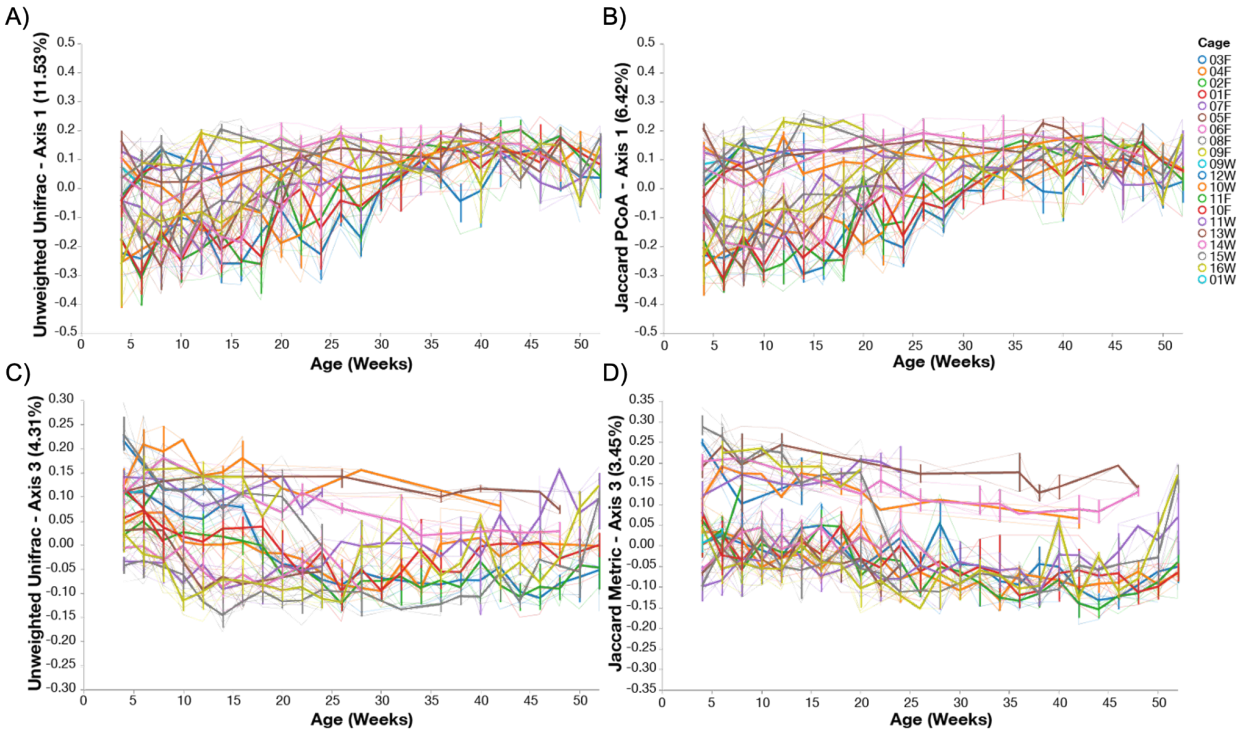 A)
Unweighted Unifrac - Axis 1 (11.53%)
0.5
0.4
0.3
0.2
0.1
0.0
-0.1
-0.2
-0.3
-0.4
-0.5
0 5 10 15 20 25 30 35 40 45 50
Age (Weeks)
B)
Jaccard PCoA - Axis 1 (6.42%)
0.5
0.4
0.3
0.2
0.1
0.0
-0.1
-0.2
-0.3
-0.4
-0.5
0 5 10 15 20 25 30 35 40 45 50
Age (Weeks)
Cage
03F
04F
02F
01F
07F
05F
06F
08F
09F
09W
12W
10W
11F
10F
11W
13W
14W
15W
16W
01W
C)
Unweighted Unifrac - Axis 3 (4.31%)
0.30
0.25
0.20
0.15
0.10
0.05
0.00
-0.05
-0.10
-0.15
-0.20
-0.25
-0.30
0 5 10 15 20 25 30 35 40 45 50
Age (Weeks)
D)
Jaccard Metric - Axis 3 (3.45%)
0.35
0.30
0.25
0.20
0.15
0.10
0.05
0.00
-0.05
-0.10
-0.15
-0.20
-0.25
-0.30
-0.35
0 5 10 15 20 25 30 35 40 45 50
Age (Weeks)